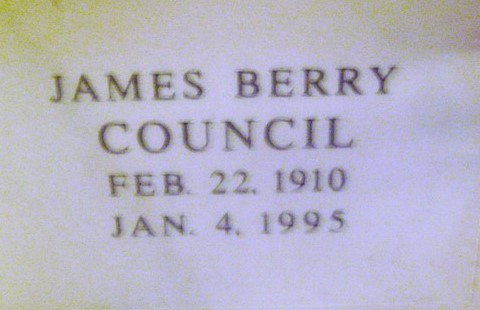 JAMES BERRY
COUNCIL
FEB. 22, 1910
JAN. 4, 1995